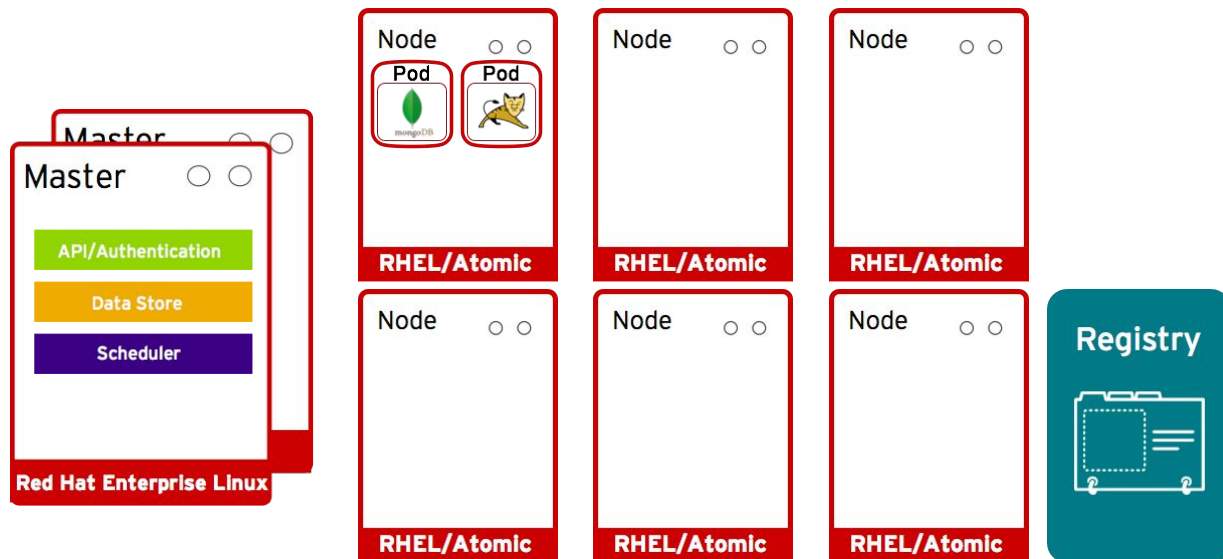 Master
Master
API/Authentication
Data Store
Scheduler
Red Hat Enterprise Linux
Node
Pod
mongoDB
Pod
RHEL/Atomic
Node
RHEL/Atomic
Node
RHEL/Atomic
Node
RHEL/Atomic
Node
RHEL/Atomic
Node
RHEL/Atomic
Registry